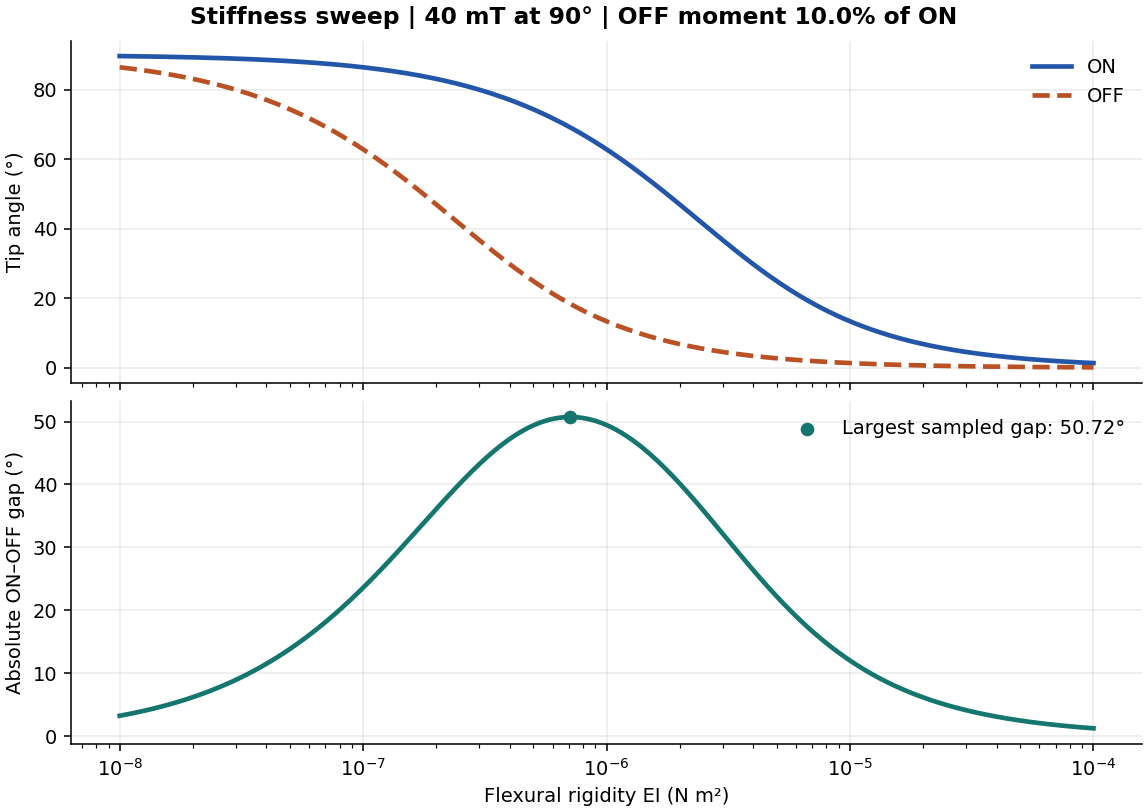 Stiffness sweep | 40 mT at 90° | OFF moment 10.0% of ON
Tip angle (°)
80
60
40
20
0
ON
OFF
Absolute ON–OFF gap (°)
50
40
30
20
10
0
Largest sampled gap: 50.72°
10⁻⁸
10⁻⁷
10⁻⁶
10⁻⁵
10⁻⁴
Flexural rigidity EI (N m²)